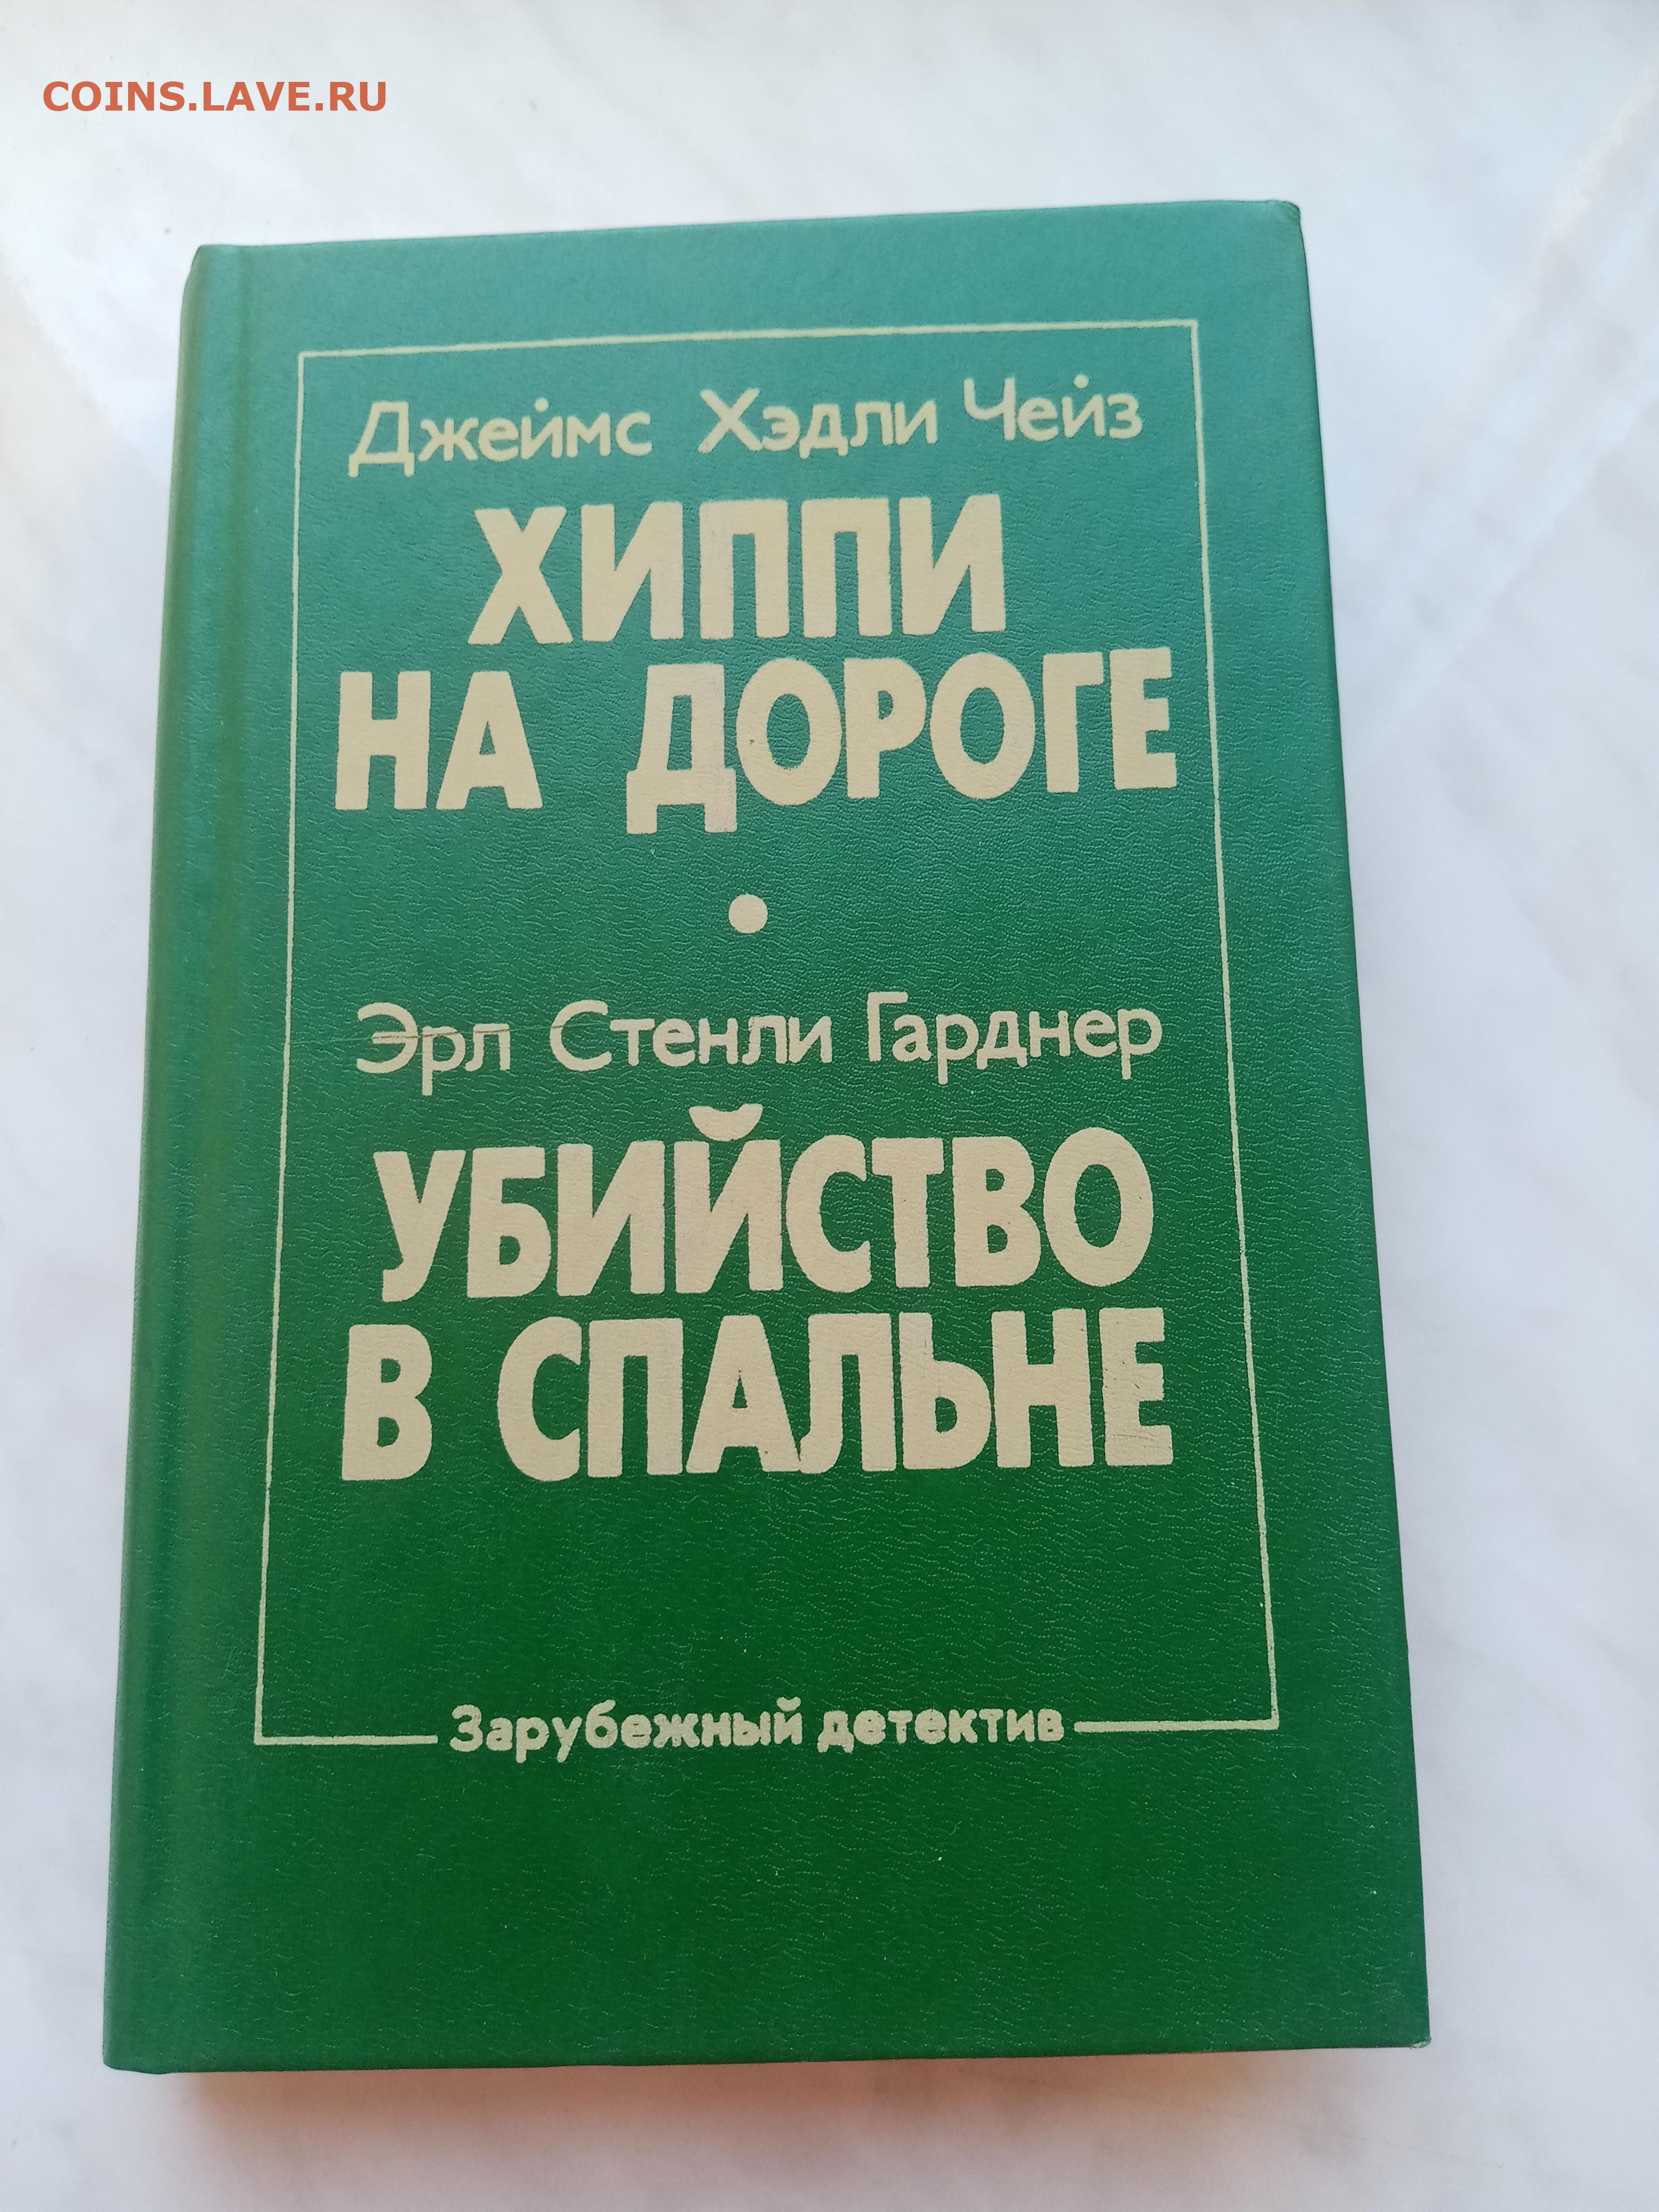 COINS.LAVE.RU
Джеймс Хэдли Чейз
ХИППИ
НА ДОРОГЕ
•
Эрл Стенли Гарднер
УБИЙСТВО
В СПАЛЬНЕ
Зарубежный детектив